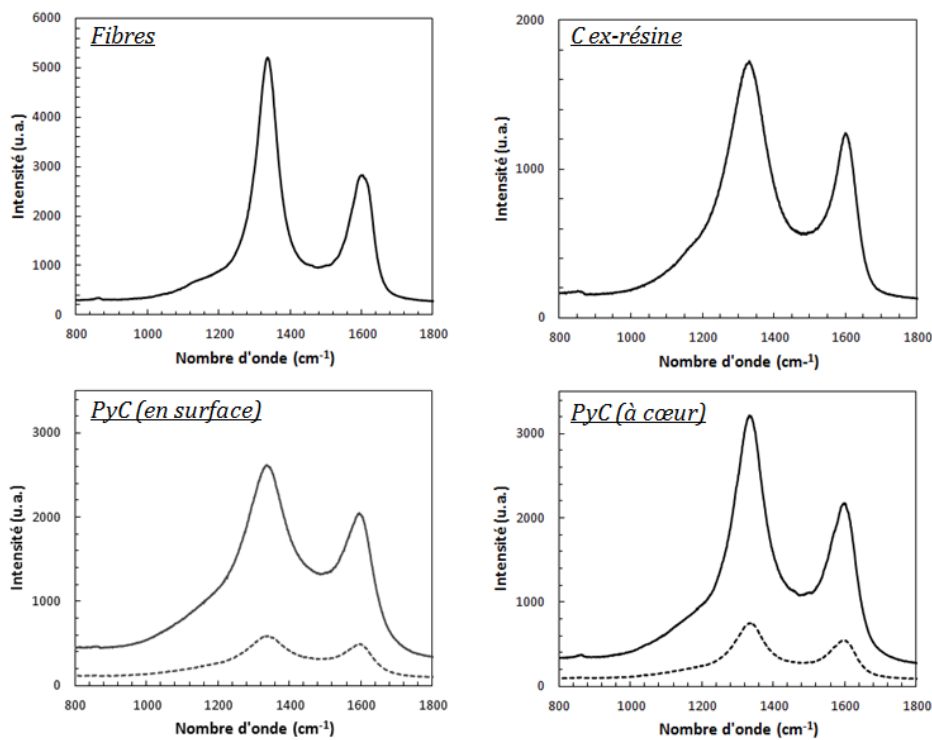 Fibres
6000
5000
4000
3000
2000
1000
0
Intensité (u.a.)
800 1000 1200 1400 1600 1800
Nombre d'onde (cm-1)
C ex-résine
2000
1000
0
Intensité (u.a.)
800 1000 1200 1400 1600 1800
Nombre d'onde (cm-1)
PyC (en surface)
3000
2000
1000
0
Intensité (u.a.)
800 1000 1200 1400 1600 1800
Nombre d'onde (cm-1)
PyC (à cœur)
3000
2000
1000
0
Intensité (u.a.)
800 1000 1200 1400 1600 1800
Nombre d'onde (cm-1)